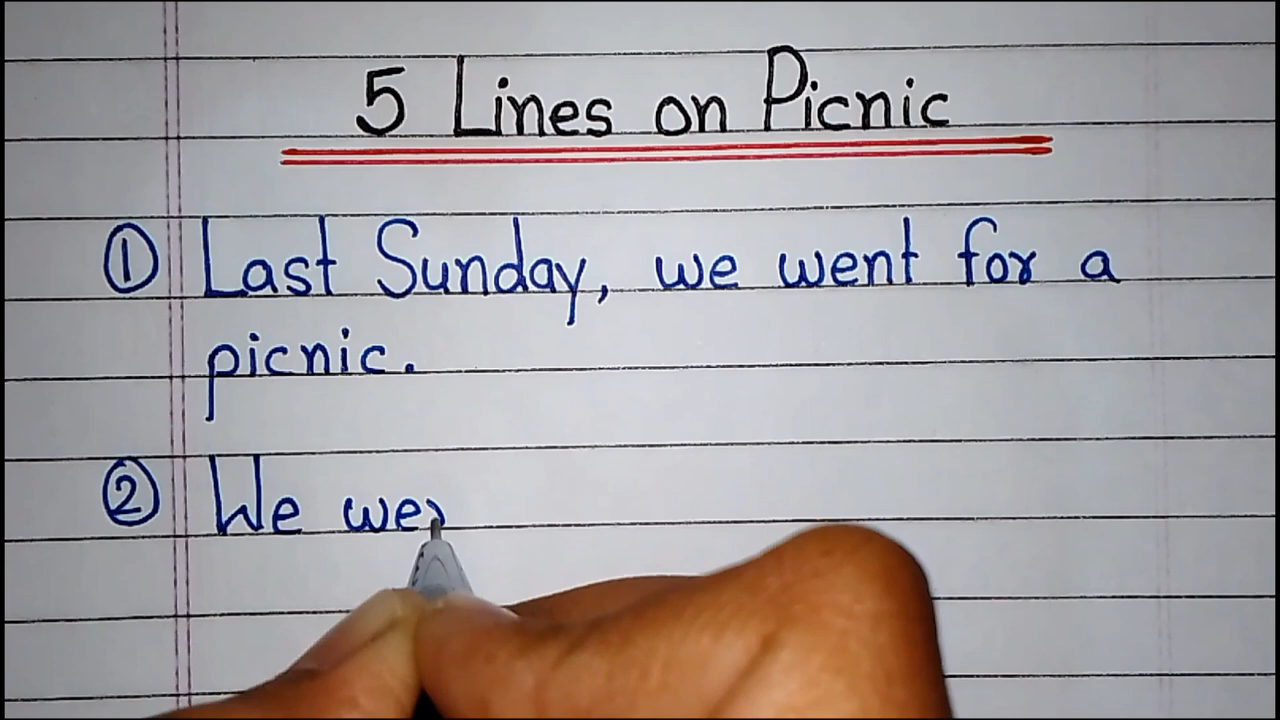 5 Lines on Picnic
① Last Sunday, we went for a
picnic.
② We we